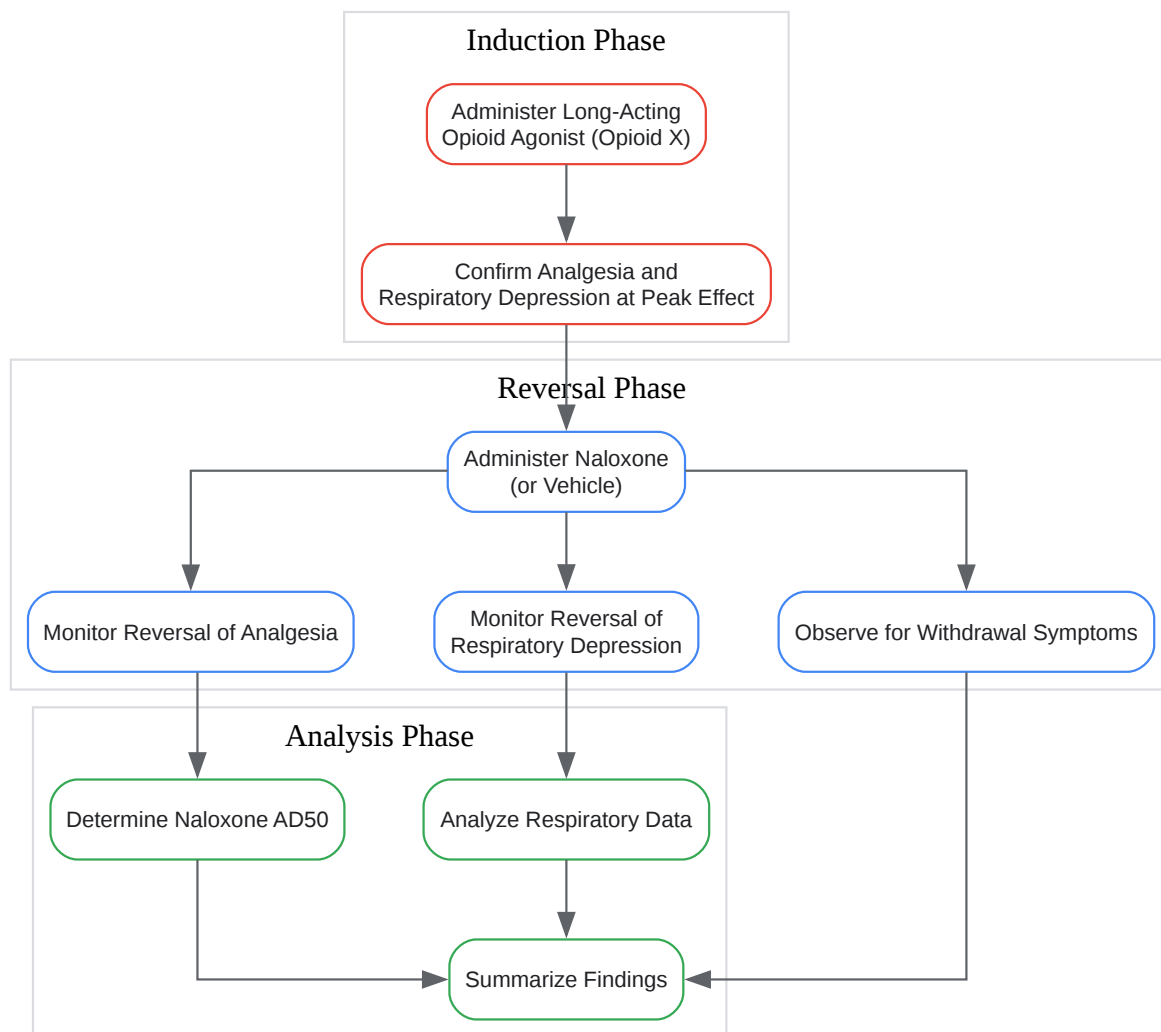 Induction Phase
Administer Long-Acting
Opioid Agonist (Opioid X)
Confirm Analgesia and
Respiratory Depression at Peak Effect
Reversal Phase
Administer Naloxone
(or Vehicle)
Monitor Reversal of Analgesia
Monitor Reversal of
Respiratory Depression
Observe for Withdrawal Symptoms
Analysis Phase
Determine Naloxone AD50
Analyze Respiratory Data
Summarize Findings